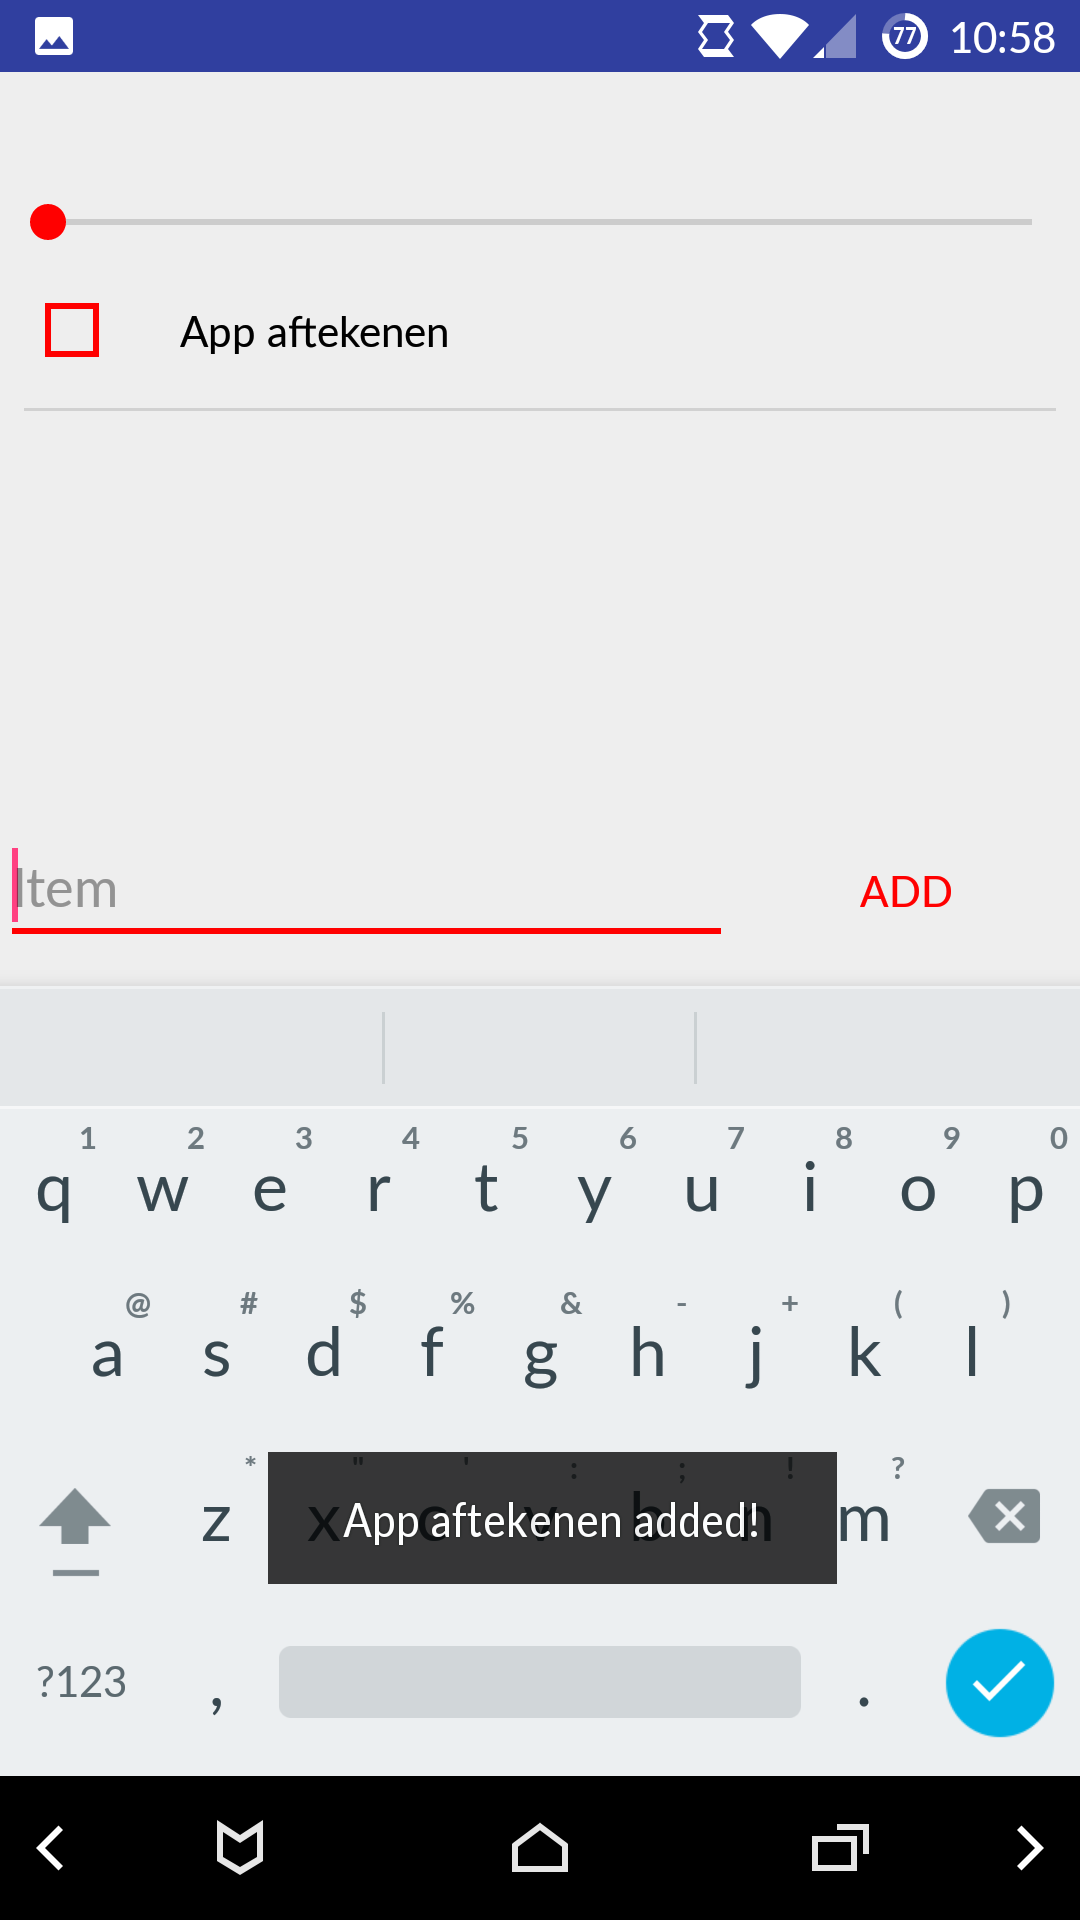 77 10:58
App aftekenen
Item ADD
1 2 3 4 5 6 7 8 9 0
q w e r t y u i o p
@ # $ % & - + ( )
a s d f g h j k l
* " ' : ; ! ?
z x c v b n m
App aftekenen added!
?123 , .